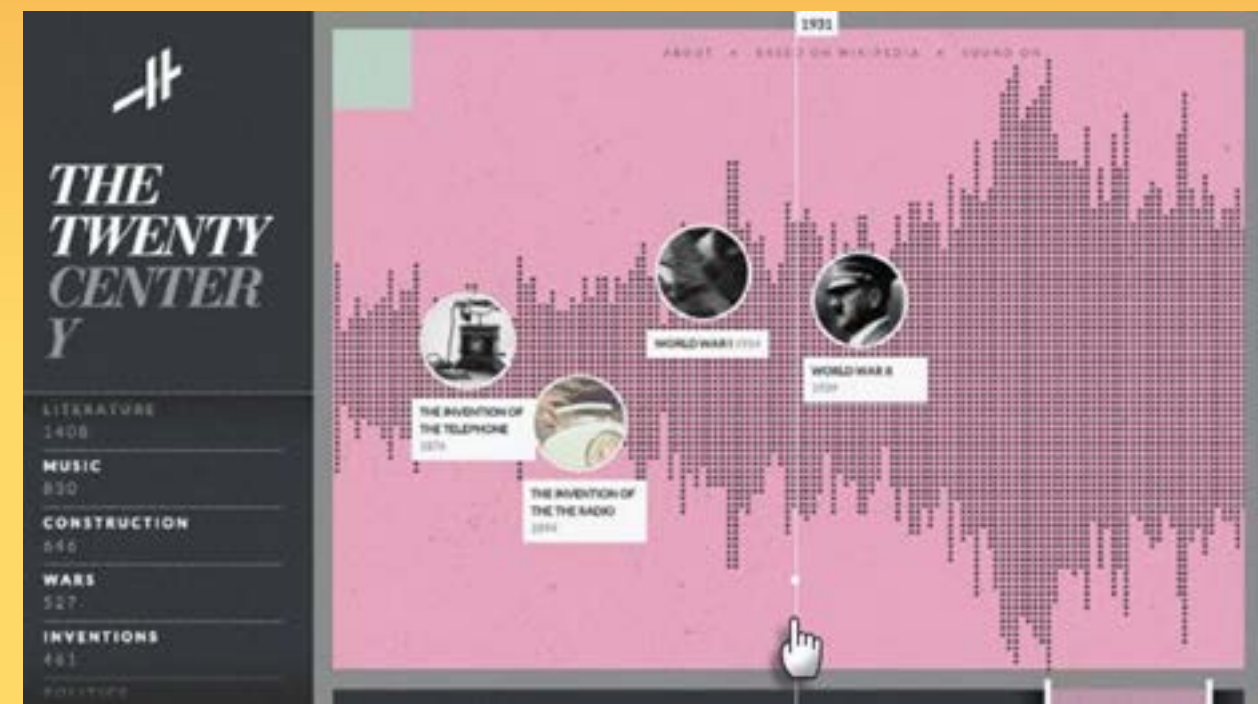 THE
TWENTY
CENTER
Y
LITERATURE
1408
MUSIC
830
CONSTRUCTION
646
WARS
527
INVENTIONS
461
POLITICS
1931
ABOUT × BASED ON WIKIPEDIA × SOUND ON
THE INVENTION OF
THE TELEPHONE
1876
THE INVENTION OF
THE THE RADIO
WORLD WAR I 1914
WORLD WAR II
1939